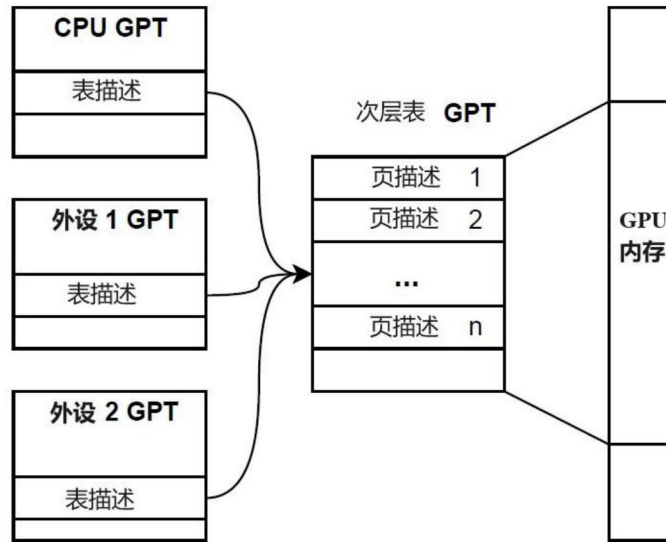 CPU GPT
表描述
外设 1 GPT
表描述
外设 2 GPT
表描述
次层表 GPT
页描述 1
页描述 2
...
页描述 n
GPU
内存